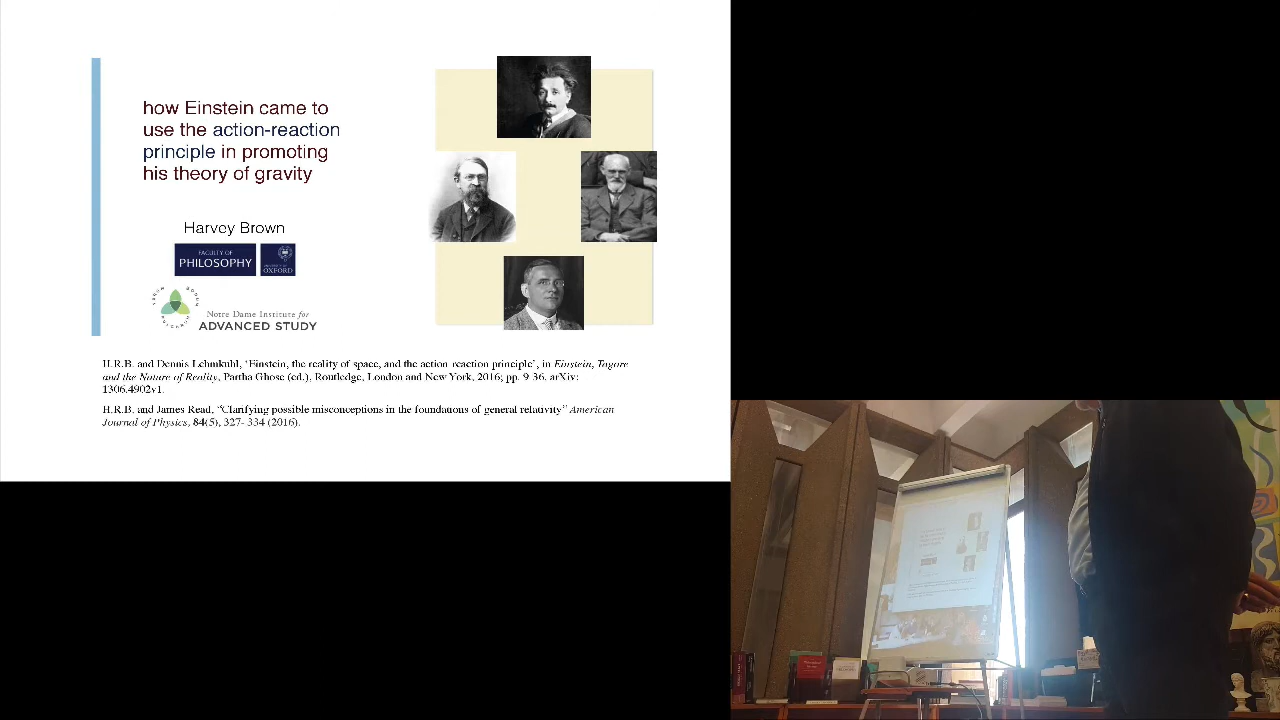 how Einstein came to
use the action-reaction
principle in promoting
his theory of gravity
Harvey Brown
FACULTY OF
PHILOSOPHY
UNIVERSITY OF
OXFORD
Notre Dame Institute for
ADVANCED STUDY
H.R.B. and Dennis Lehmkuhl, 'Einstein, the reality of space, and the action-reaction principle', in Einstein, Tagore
and the Nature of Reality, Partha Ghose (ed.), Routledge, London and New York, 2016; pp. 9-36. arXiv:
1306.4902v1.
H.R.B. and James Read, "Clarifying possible misconceptions in the foundations of general relativity" American
Journal of Physics, 84(5), 327- 334 (2016).